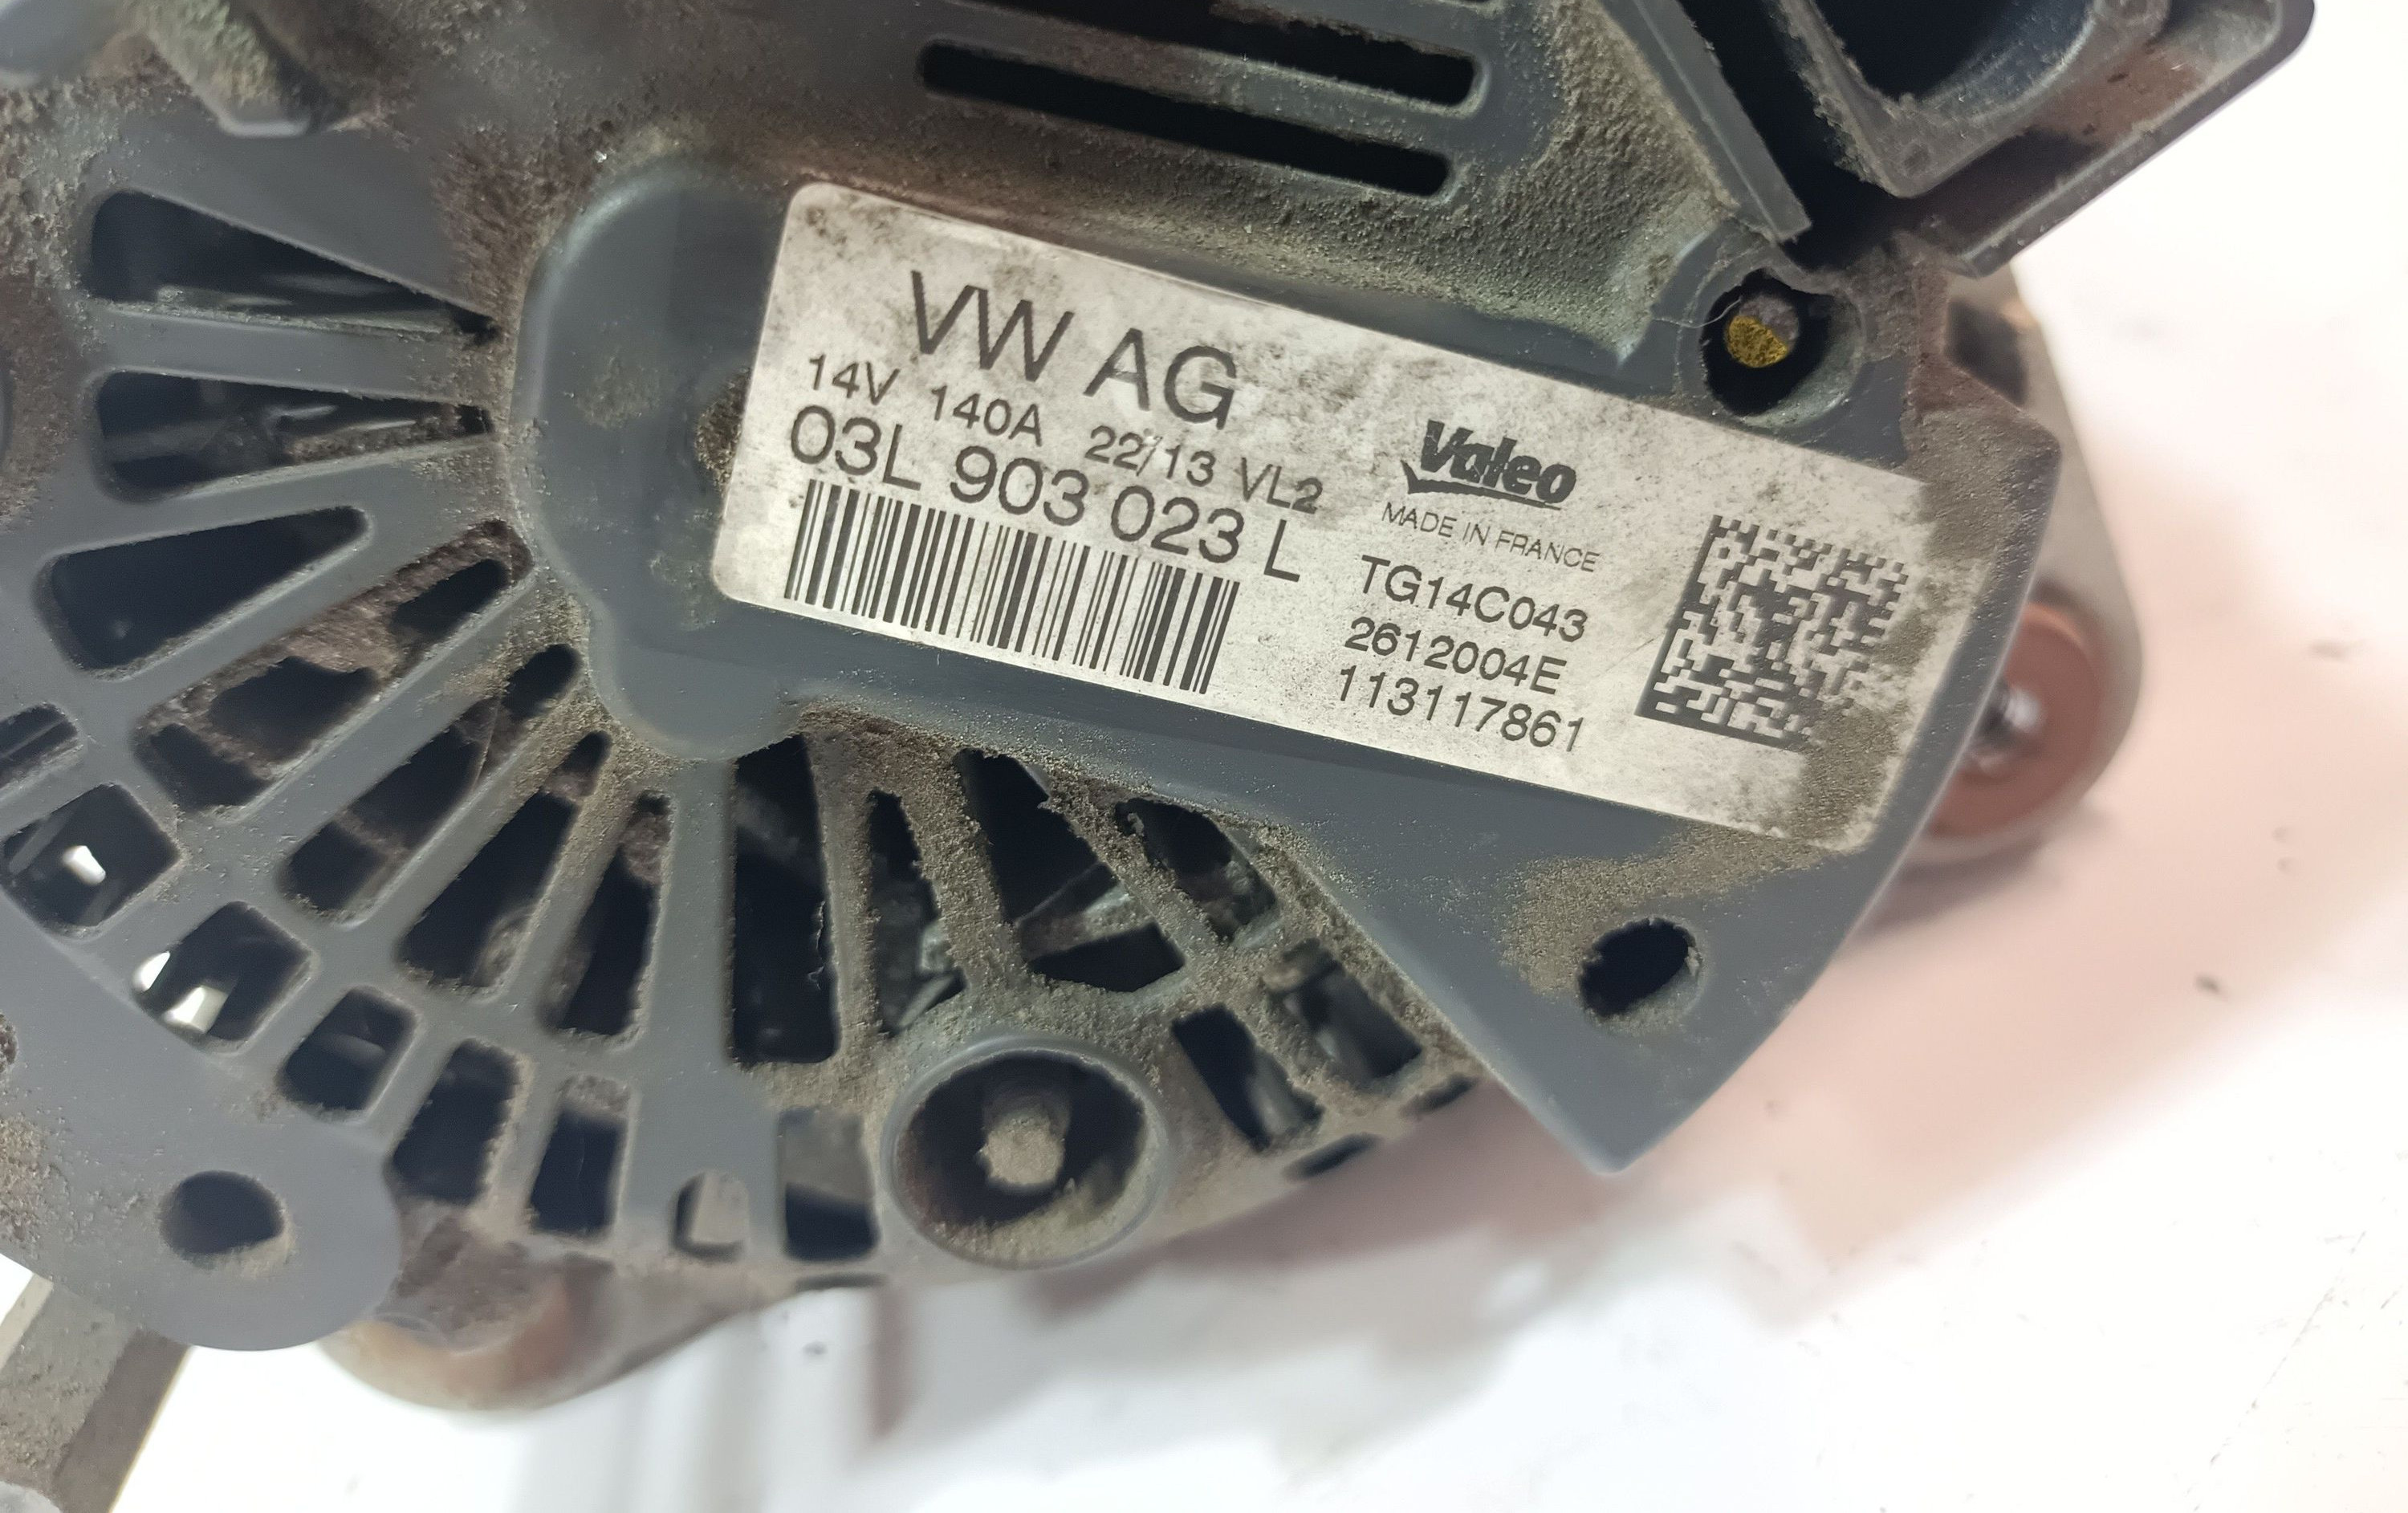 VW AG
14V 140A 22/13 VL2
03L 903 023 L
Valeo
MADE IN FRANCE
TG14C043
2612004E
113117861